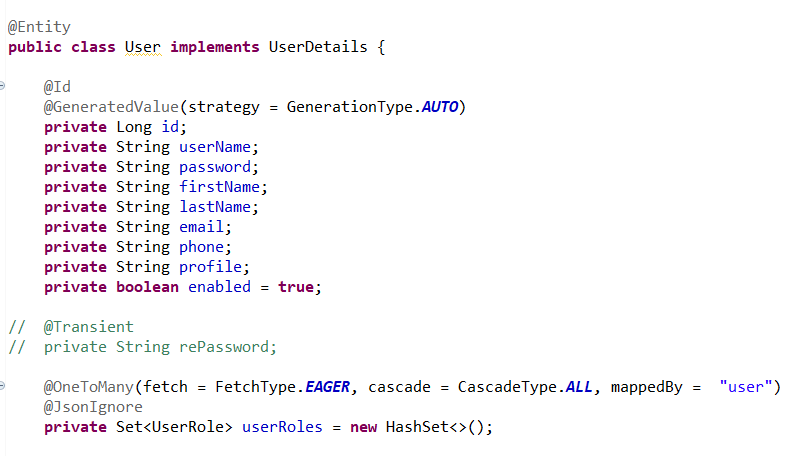 @Entity
public class User implements UserDetails {
@Id
@GeneratedValue(strategy = GenerationType.AUTO)
private Long id;
private String userName;
private String password;
private String firstName;
private String lastName;
private String email;
private String phone;
private String profile;
private boolean enabled = true;
// @Transient
// private String rePassword;
@OneToMany(fetch = FetchType.EAGER, cascade = CascadeType.ALL, mappedBy = "user")
@JsonIgnore
private Set<UserRole> userRoles = new HashSet<>();